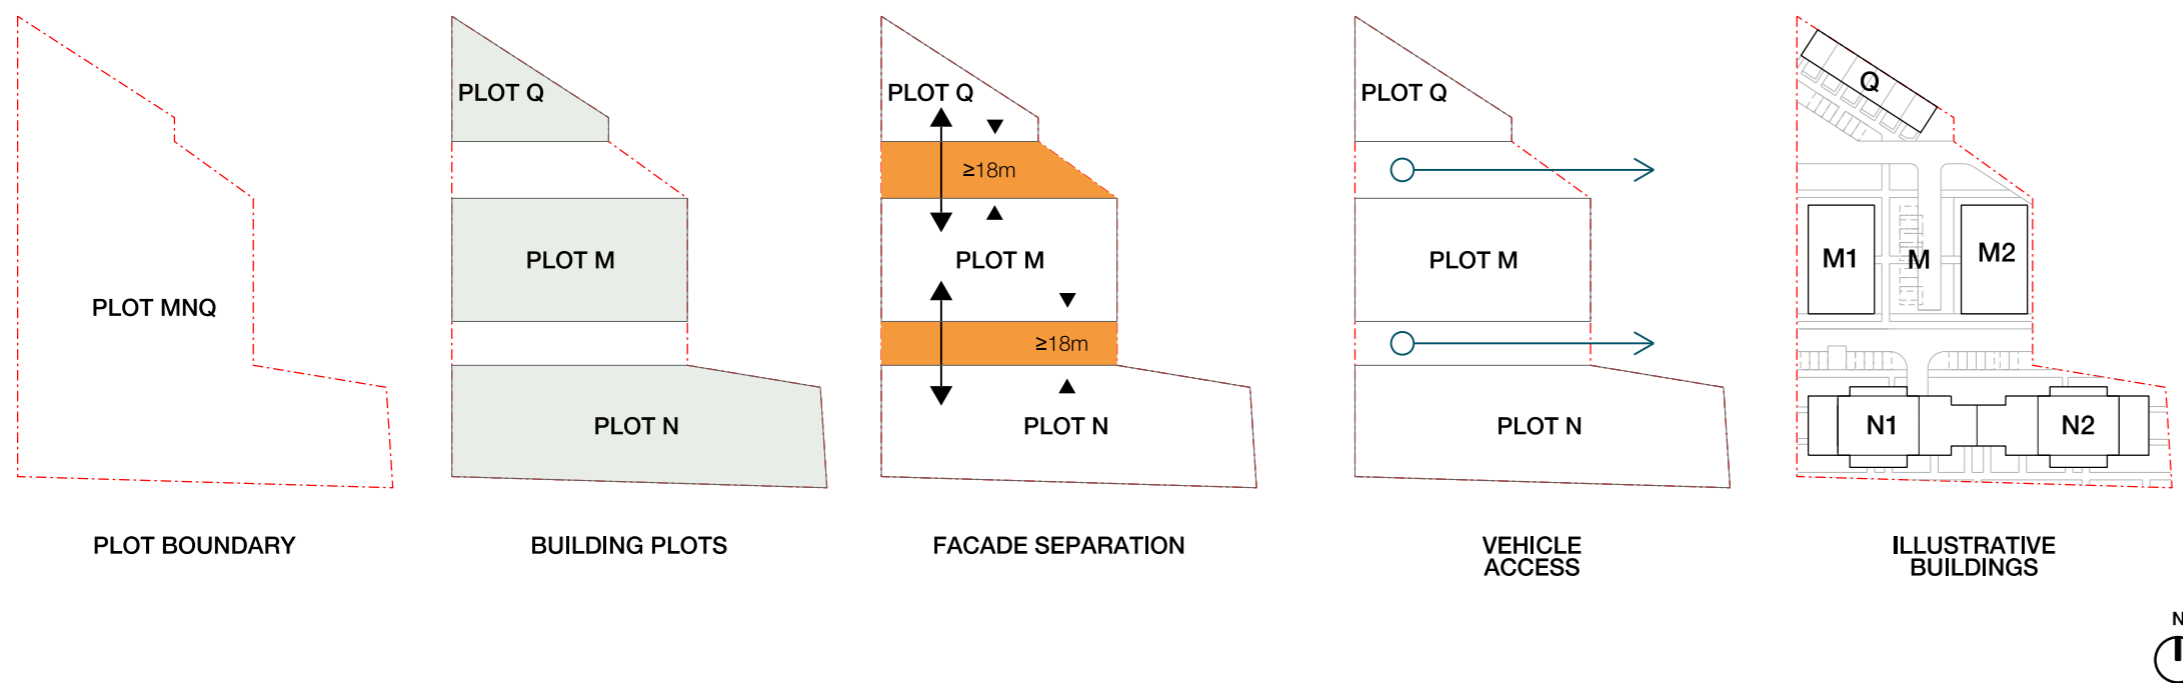 PLOT MNQ
PLOT BOUNDARY
PLOT Q
PLOT M
PLOT N
BUILDING PLOTS
PLOT Q
≥18m
PLOT M
≥18m
PLOT N
FACADE SEPARATION
PLOT Q
PLOT M
PLOT N
VEHICLE
ACCESS
Q
M1
M
M2
N1
N2
ILLUSTRATIVE
BUILDINGS
N